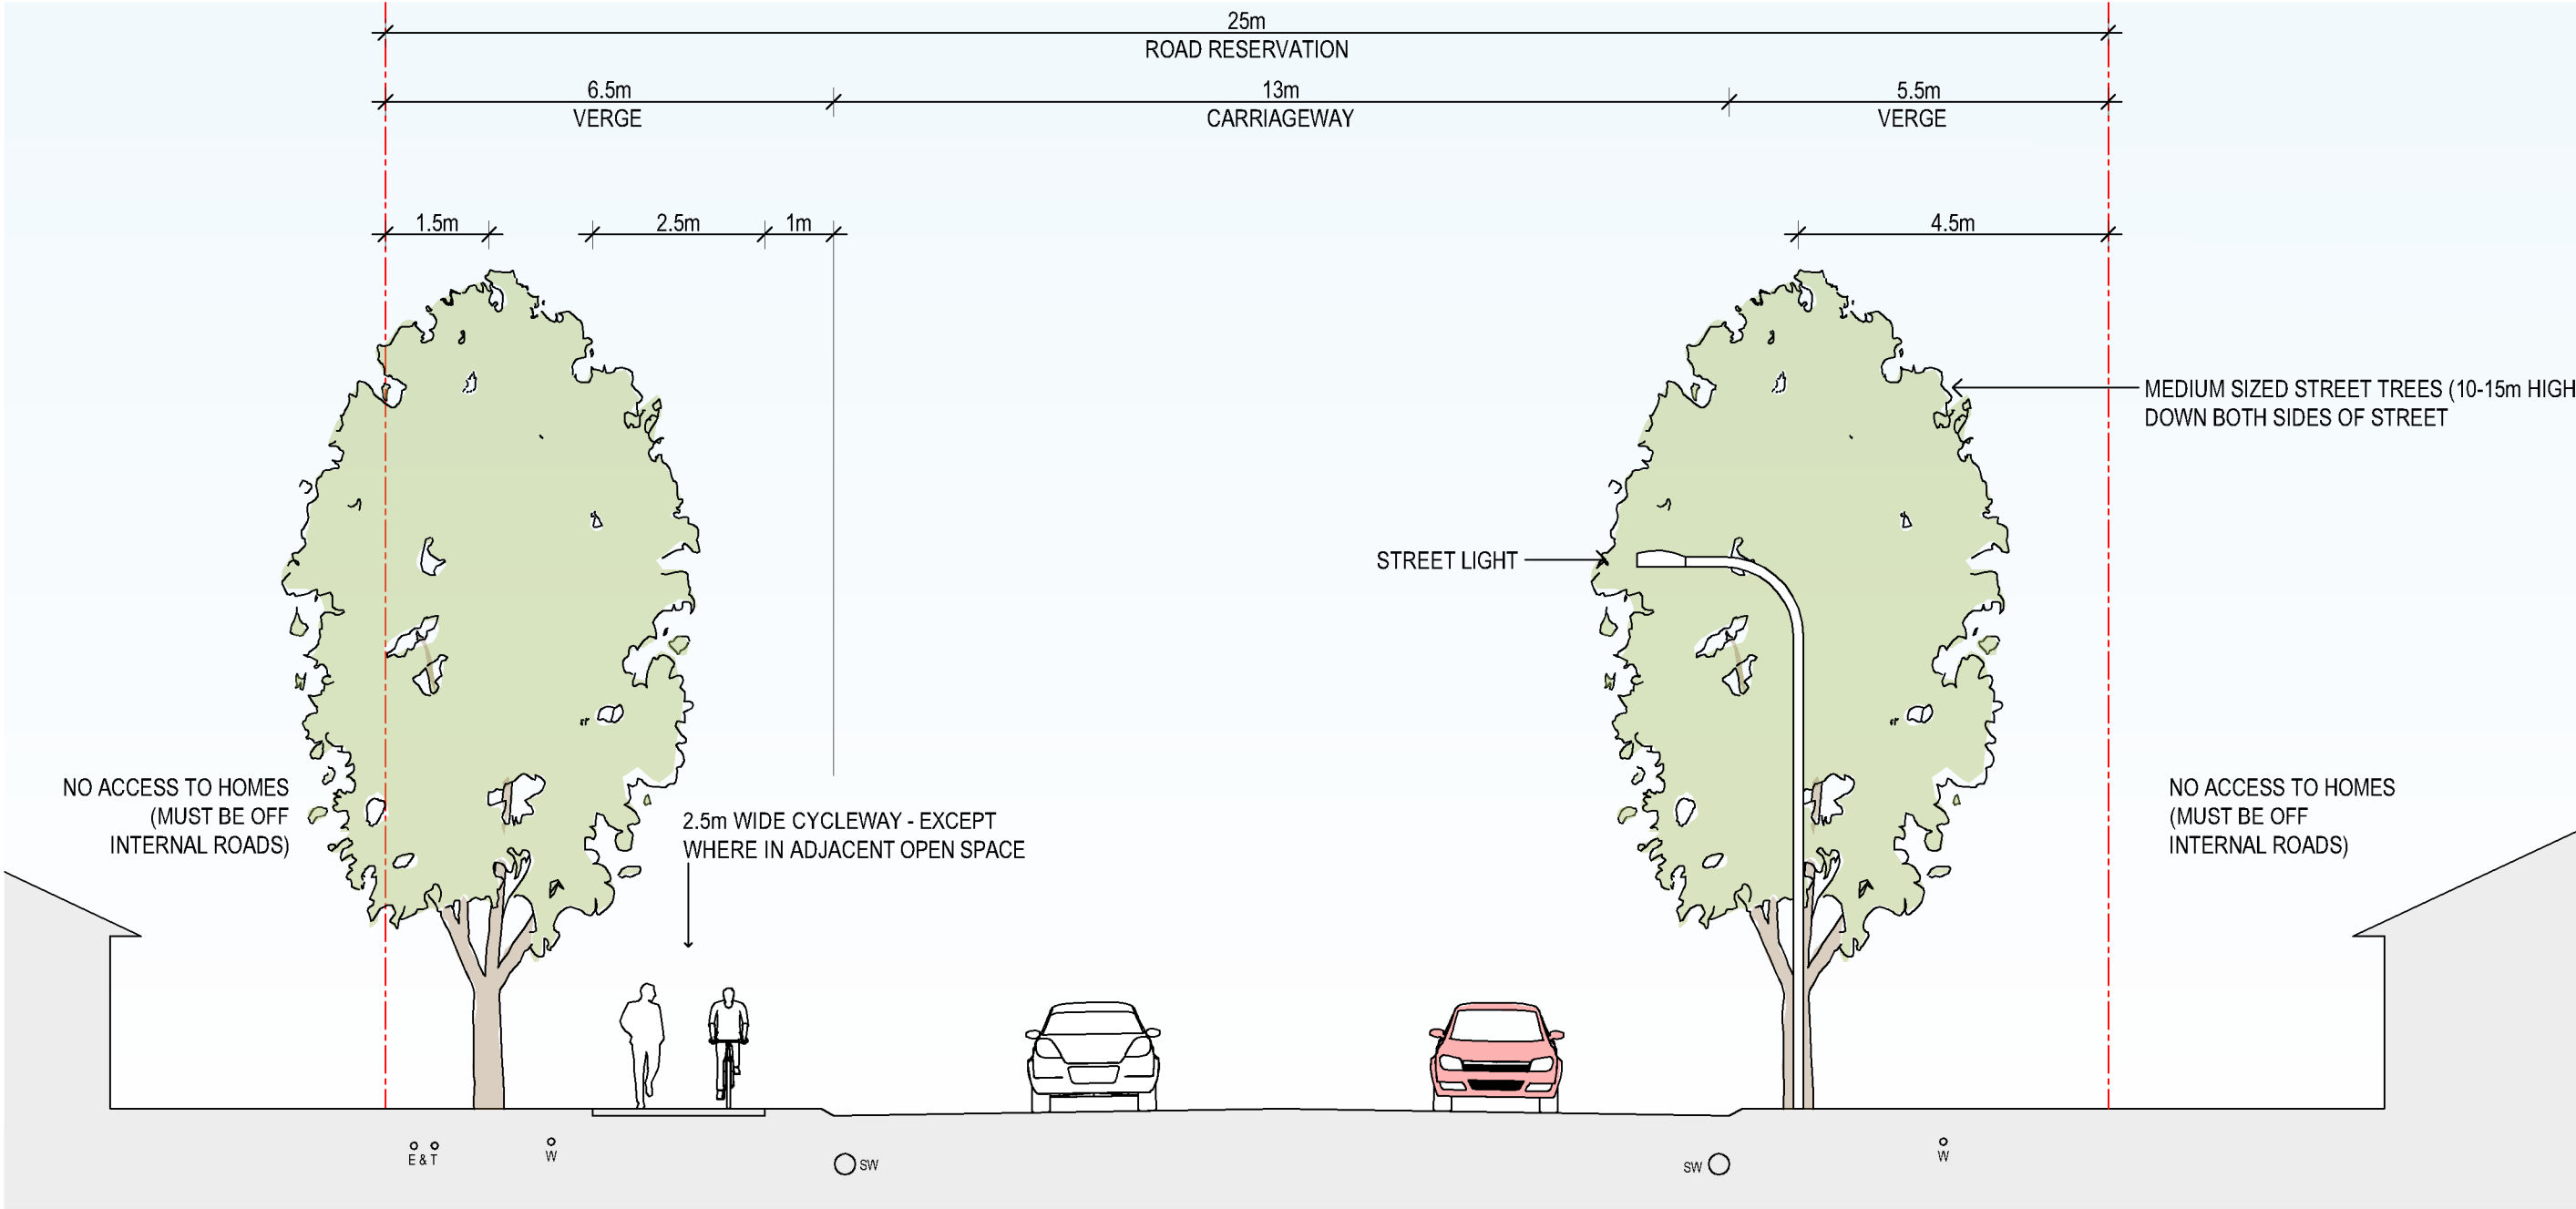 25m
ROAD RESERVATION
6.5m
VERGE
13m
CARRIAGEWAY
5.5m
VERGE
1.5m
2.5m
1m
4.5m
MEDIUM SIZED STREET TREES (10-15m HIGH
DOWN BOTH SIDES OF STREET
STREET LIGHT
NO ACCESS TO HOMES
(MUST BE OFF
INTERNAL ROADS)
2.5m WIDE CYCLEWAY - EXCEPT
WHERE IN ADJACENT OPEN SPACE
NO ACCESS TO HOMES
(MUST BE OFF
INTERNAL ROADS)
E & T
W
SW
SW
W